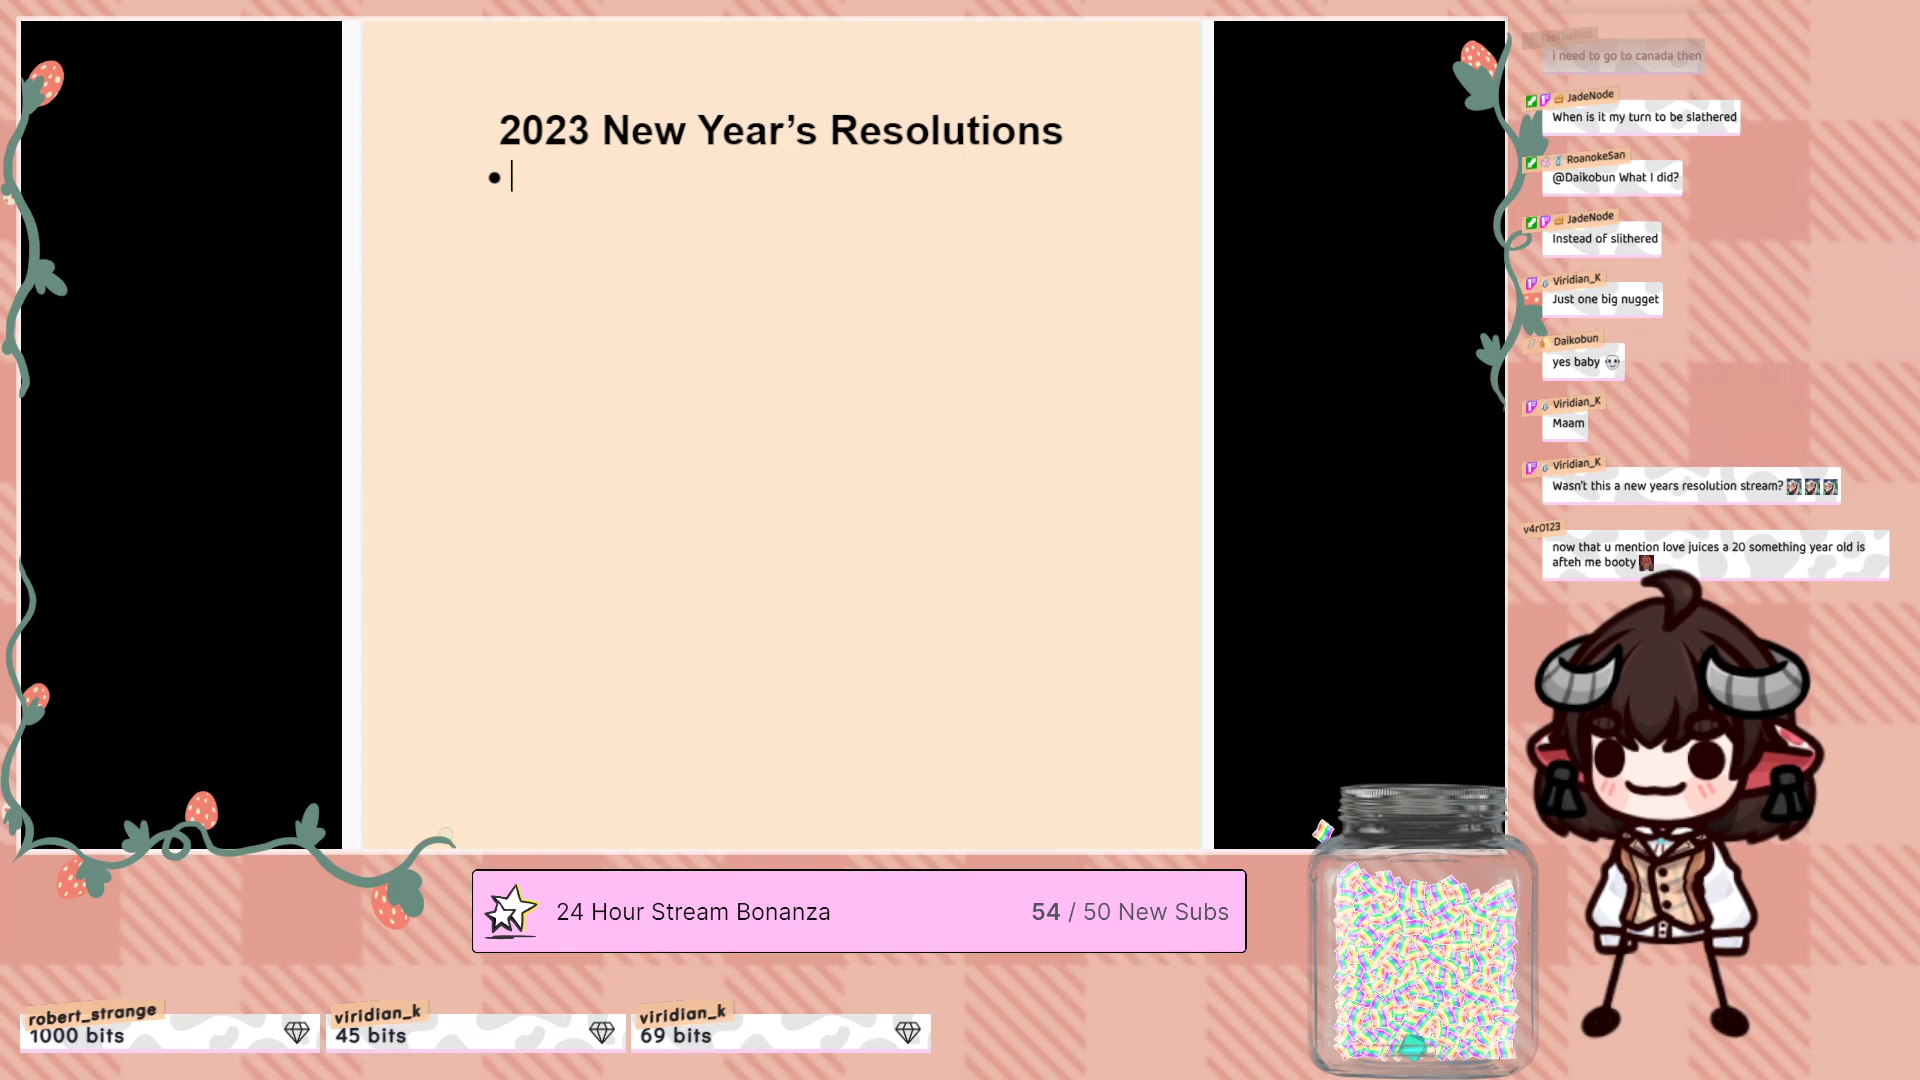 2023 New Year's Resolutions
i need to go to canada then
JadeNode
When is it my turn to be slathered
RoanokeSan
@Daikobun What I did?
JadeNode
Instead of slithered
Viridian_K
Just one big nugget
Daikobun
yes baby
Viridian_K
Maam
Viridian_K
Wasn't this a new years resolution stream?
v4r0123
now that u mention love juices a 20 something year old is
afteh me booty
24 Hour Stream Bonanza
54 / 50 New Subs
robert_strange
1000 bits
viridian_k
45 bits
viridian_k
69 bits